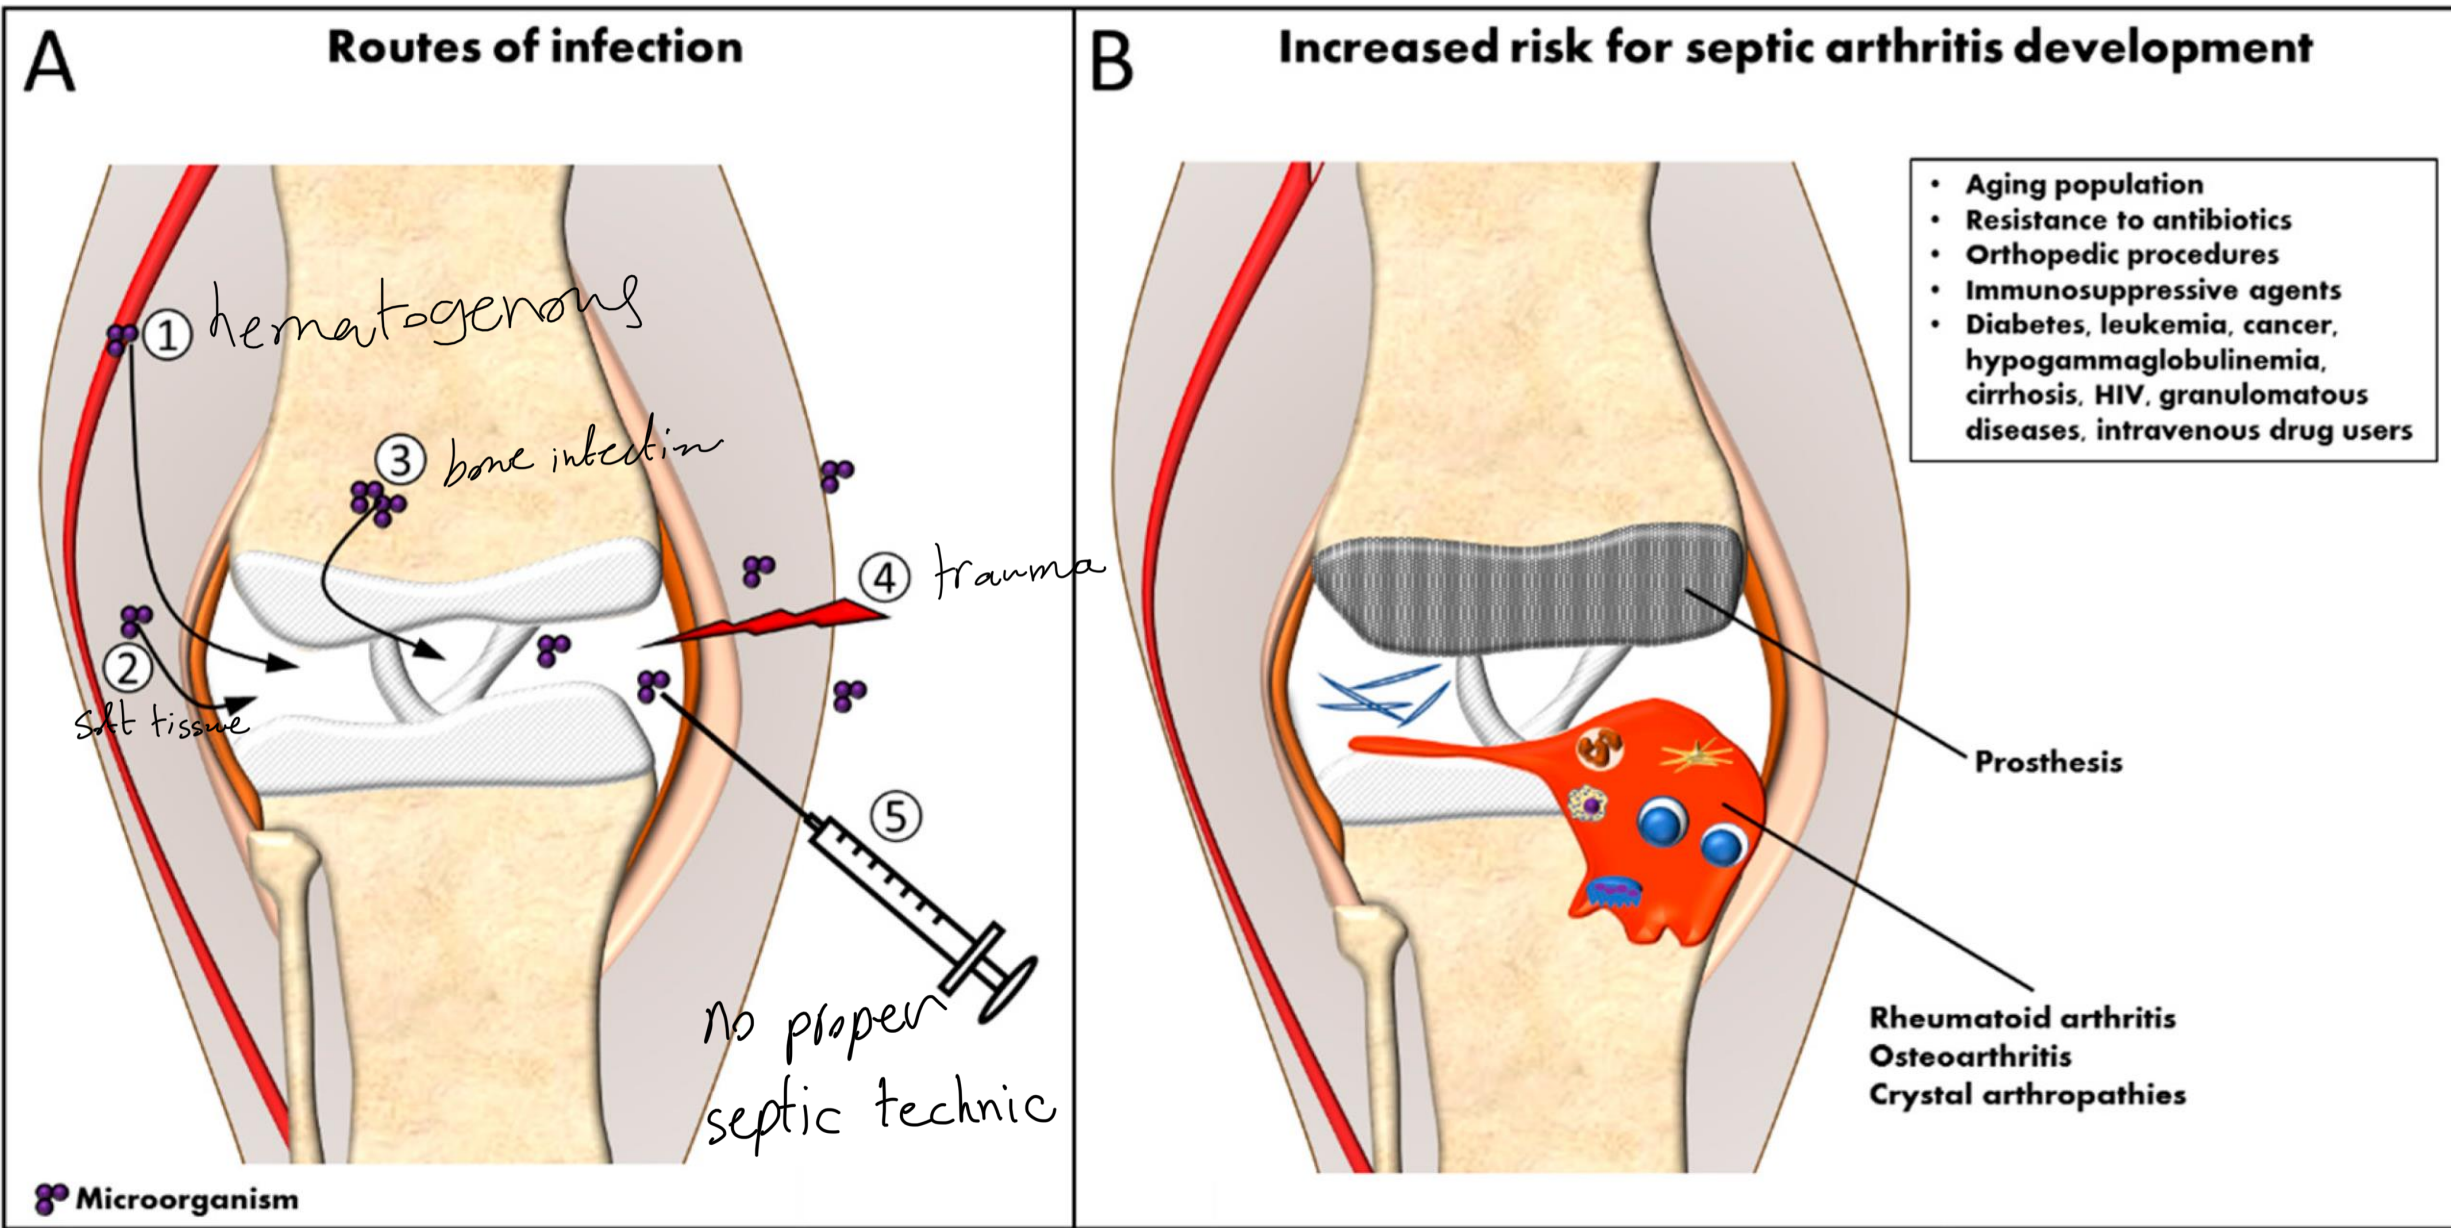 A
Routes of infection
1 hematogenous
3 bone infection
4 trauma
2
soft tissue
5
no proper
septic technic
Microorganism
B
Increased risk for septic arthritis development
• Aging population
• Resistance to antibiotics
• Orthopedic procedures
• Immunosuppressive agents
• Diabetes, leukemia, cancer,
hypogammaglobulinemia,
cirrhosis, HIV, granulomatous
diseases, intravenous drug users
Prosthesis
Rheumatoid arthritis
Osteoarthritis
Crystal arthropathies